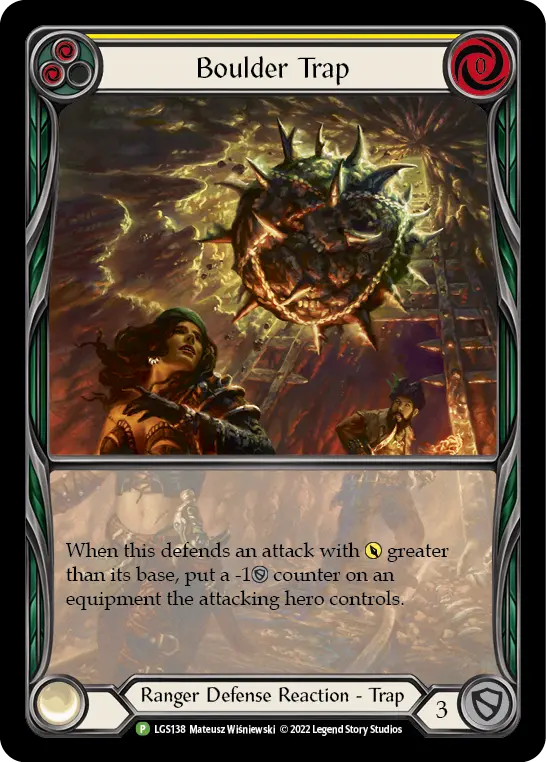 Boulder Trap
0
When this defends an attack with greater
than its base, put a -1 counter on an
equipment the attacking hero controls.
Ranger Defense Reaction - Trap
3
P LGS138 Mateusz Wiśniewski © 2022 Legend Story Studios